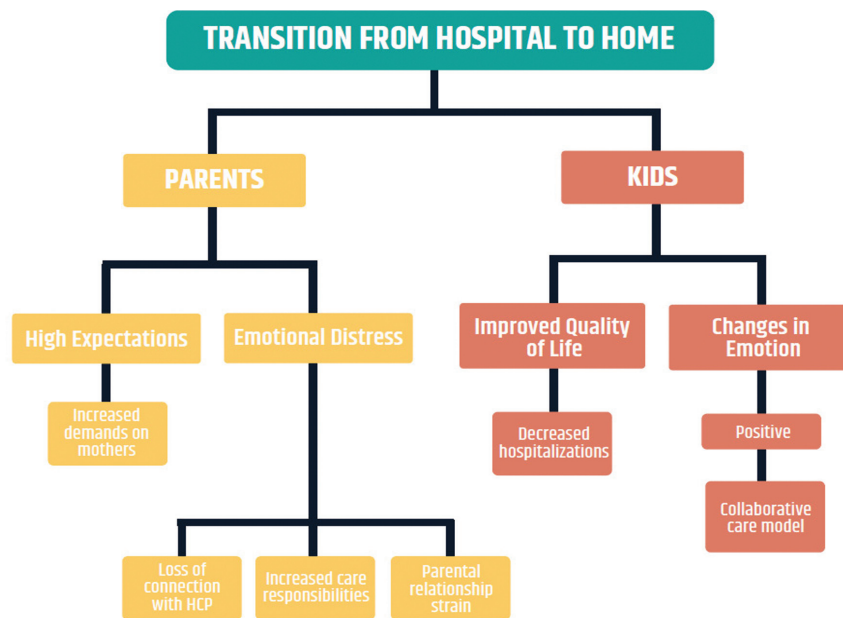 TRANSITION FROM HOSPITAL TO HOME
PARENTS
KIDS
High Expectations
Emotional Distress
Improved Quality
of Life
Changes in
Emotion
Increased
demands on
mothers
Decreased
hospitalizations
Positive
Collaborative
care model
Loss of
connection
with HCP
Increased care
responsibilities
Parental
relationship
strain